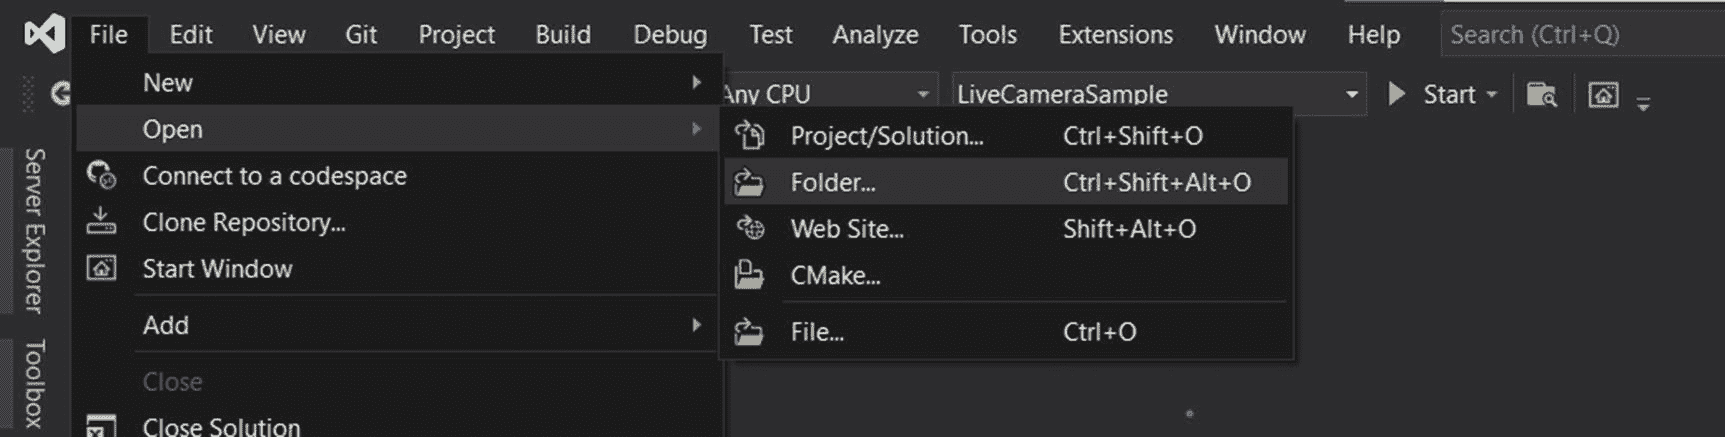 File Edit View Git Project Build Debug Test Analyze Tools Extensions Window Help Search (Ctrl+Q)
New
Any CPU LiveCameraSample Start
Open
Project/Solution... Ctrl+Shift+O
Connect to a codespace
Folder... Ctrl+Shift+Alt+O
Clone Repository...
Web Site... Shift+Alt+O
Start Window
CMake...
Add
File... Ctrl+O
Close
Close Solution
Server Explorer
Toolbox